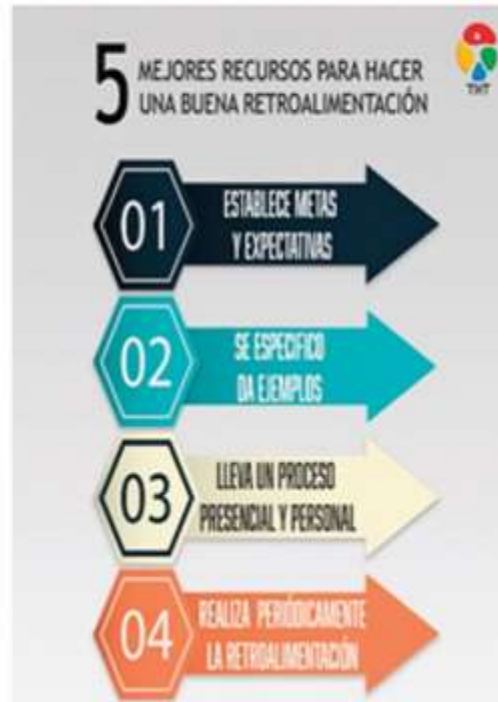 5 MEJORES RECURSOS PARA HACER
UNA BUENA RETROALIMENTACIÓN
THT
01
ESTABLECE METAS
Y EXPECTATIVAS
02
SE ESPECIFICO
DA EJEMPLOS
03
LLEVA UN PROCESO
PRESENCIAL Y PERSONAL
04
REALIZA PERIÓDICAMENTE
LA RETROALIMENTACIÓN